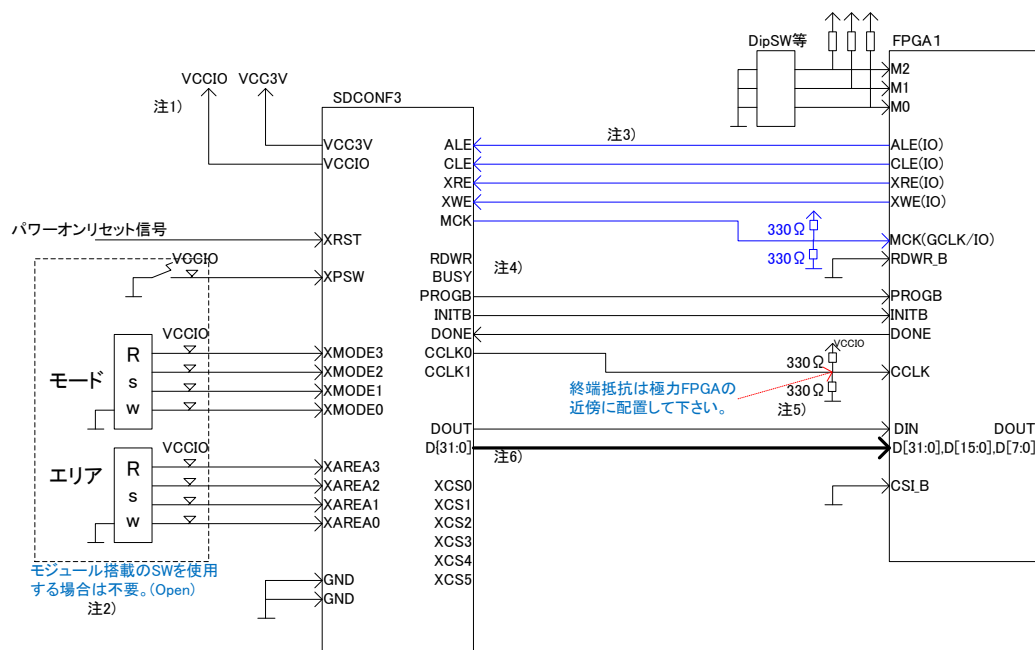 DipSW等
FPGA1
M2
M1
M0
VCCIO
VCC3V
注1)
SDCONF3
VCC3V
VCCIO
パワーオンリセット信号
XRST
VCCIO
XPSW
モード
R
s
w
VCCIO
XMODE3
XMODE2
XMODE1
XMODE0
エリア
R
s
w
VCCIO
XAREA3
XAREA2
XAREA1
XAREA0
モジュール搭載のSWを使用
する場合は不要。(Open)
注2)
GND
GND
ALE
CLE
XRE
XWE
MCK
RDWR
BUSY
PROGB
INITB
DONE
CCLK0
CCLK1
DOUT
D[31:0]
XCS0
XCS1
XCS2
XCS3
XCS4
XCS5
注3)
注4)
330Ω
330Ω
VCCIO
330Ω
330Ω
終端抵抗は極力FPGAの
近傍に配置して下さい。
注5)
注6)
ALE(IO)
CLE(IO)
XRE(IO)
XWE(IO)
MCK(GCLK/IO)
RDWR_B
PROGB
INITB
DONE
CCLK
DIN
DOUT
D[31:0],D[15:0],D[7:0]
CSI_B